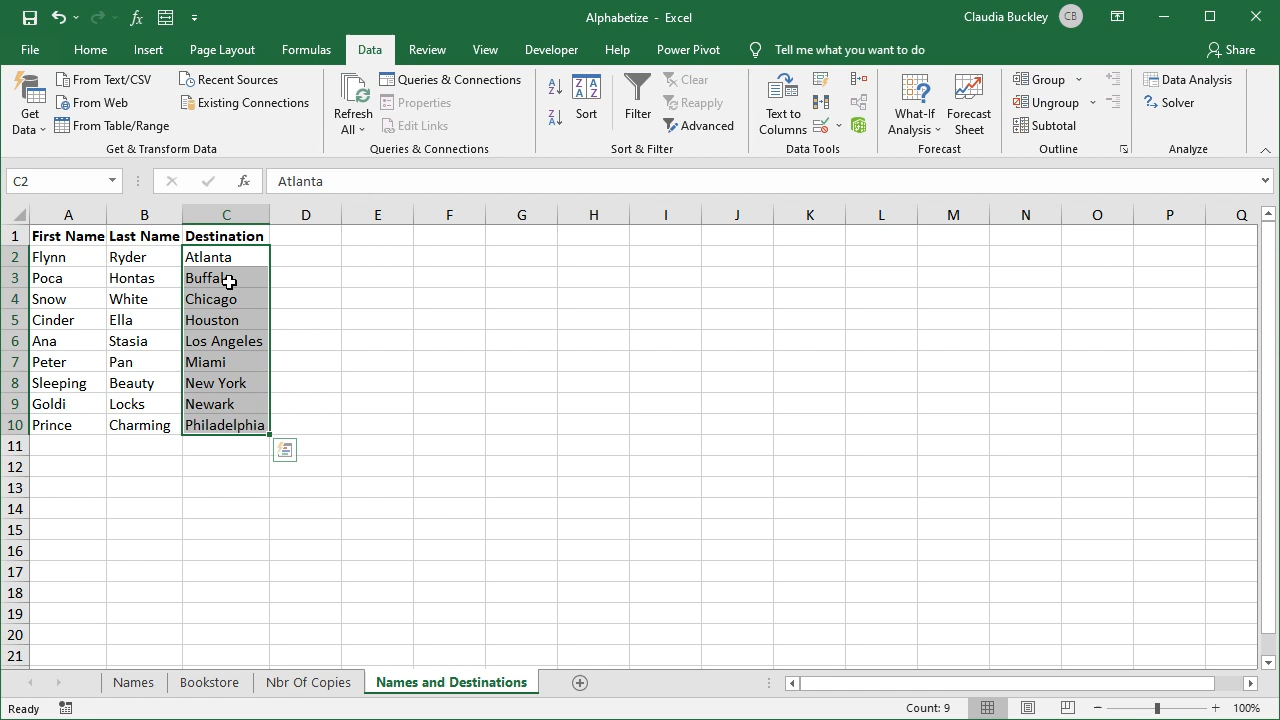 Alphabetize - Excel
Claudia Buckley CB
File Home Insert Page Layout Formulas Data Review View Developer Help Power Pivot Tell me what you want to do Share
Get Data
From Text/CSV
From Web
From Table/Range
Recent Sources
Existing Connections
Get & Transform Data
Refresh All
Queries & Connections
Properties
Edit Links
Queries & Connections
Sort
Filter
Clear
Reapply
Advanced
Sort & Filter
Text to Columns
Data Tools
What-If Analysis
Forecast Sheet
Forecast
Group
Ungroup
Subtotal
Outline
Data Analysis
Solver
Analyze
C2 fx Atlanta
A B C D E F G H I J K L M N O P Q
1 First Name Last Name Destination
2 Flynn Ryder Atlanta
3 Poca Hontas Buffalo
4 Snow White Chicago
5 Cinder Ella Houston
6 Ana Stasia Los Angeles
7 Peter Pan Miami
8 Sleeping Beauty New York
9 Goldi Locks Newark
10 Prince Charming Philadelphia
11
12
13
14
15
16
17
18
19
20
21
Names Bookstore Nbr Of Copies Names and Destinations
Ready Count: 9 100%